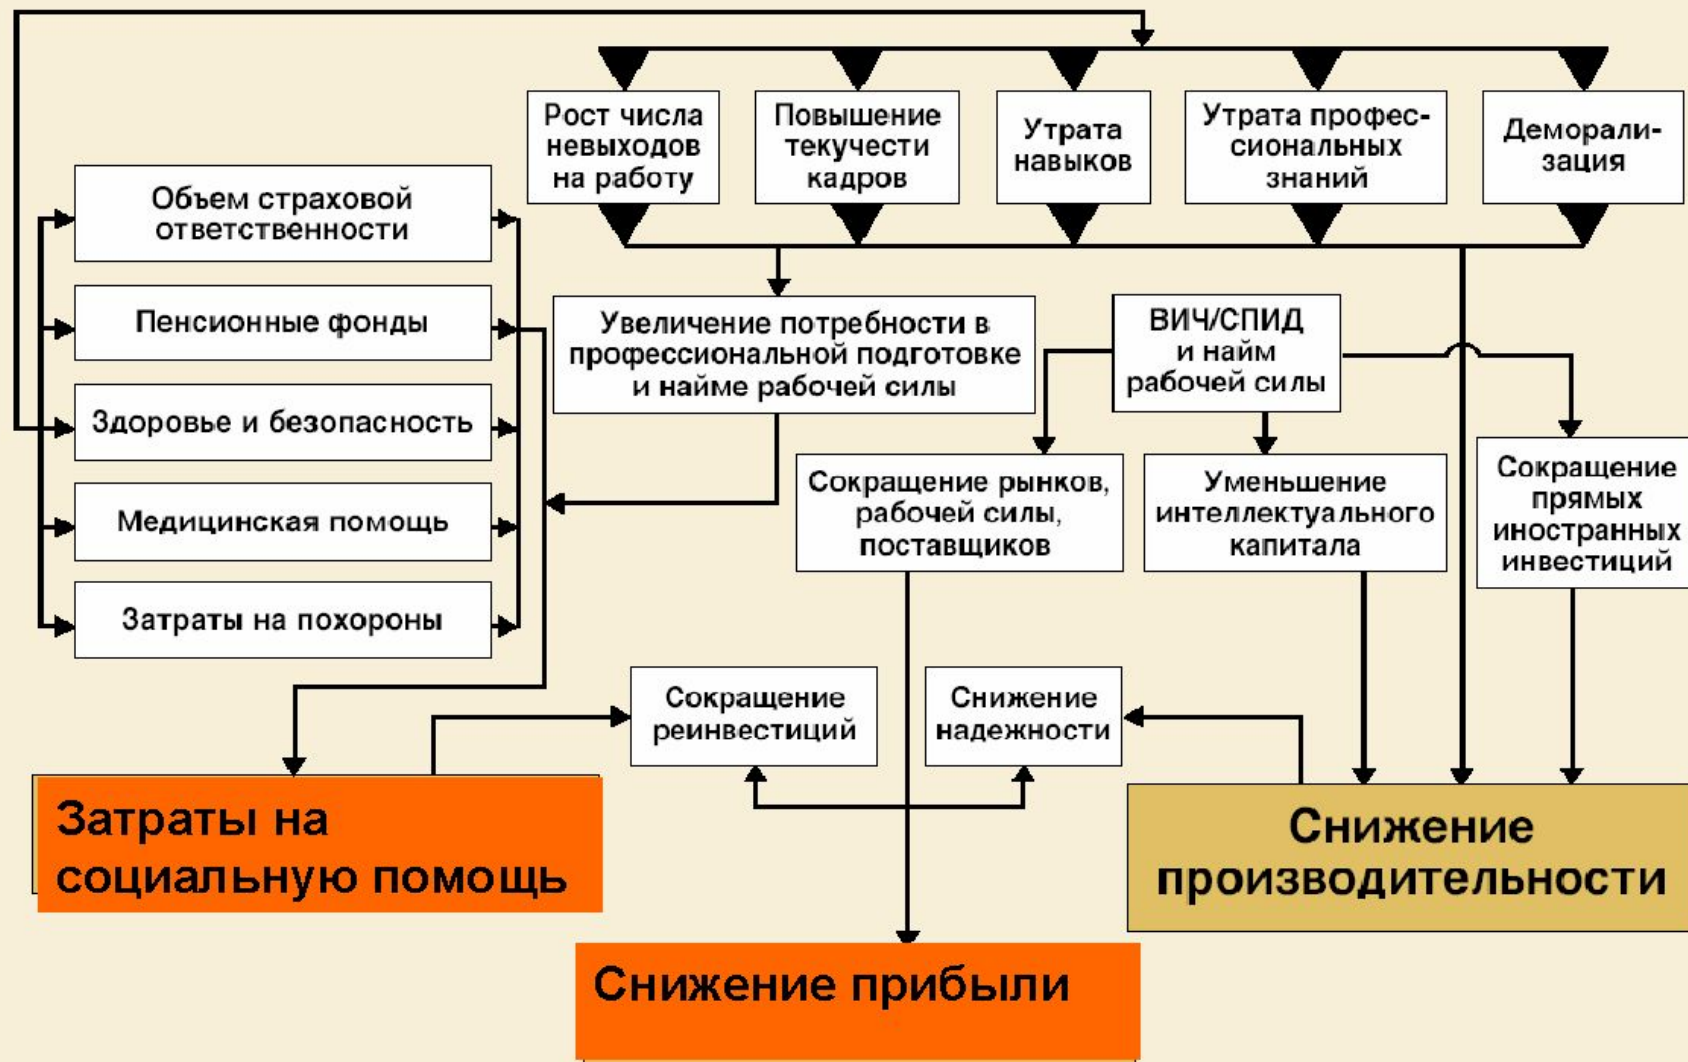 Рост числа
невыходов
на работу
Повышение
текучести
кадров
Утрата
навыков
Утрата профес-
сиональных
знаний
Деморали-
зация
Объем страховой
ответственности
Пенсионные фонды
Здоровье и безопасность
Медицинская помощь
Затраты на похороны
Увеличение потребности в
профессиональной подготовке
и найме рабочей силы
ВИЧ/СПИД
и найм
рабочей силы
Сокращение рынков,
рабочей силы,
поставщиков
Уменьшение
интеллектуального
капитала
Сокращение
прямых
иностранных
инвестиций
Сокращение
реинвестиций
Снижение
надежности
Затраты на
социальную помощь
Снижение
производительности
Снижение прибыли